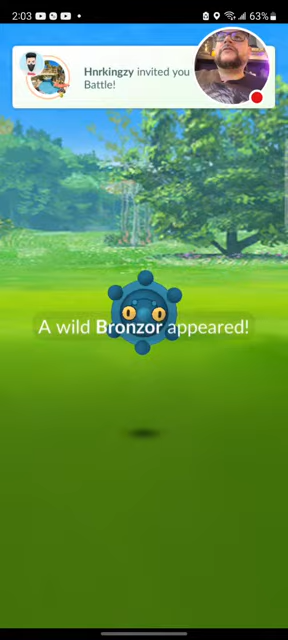 2:03
63%
Hnrkingzy invited you
Battle!
A wild Bronzor appeared!